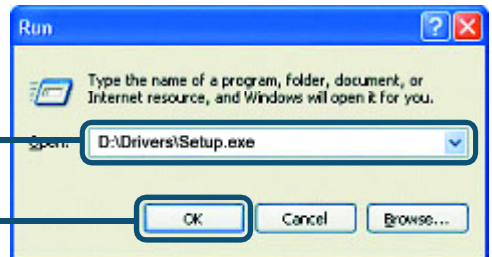 Run
Type the name of a program, folder, document, or
Internet resource, and Windows will open it for you.
Open: D:\Drivers\Setup.exe
OK Cancel Browse...